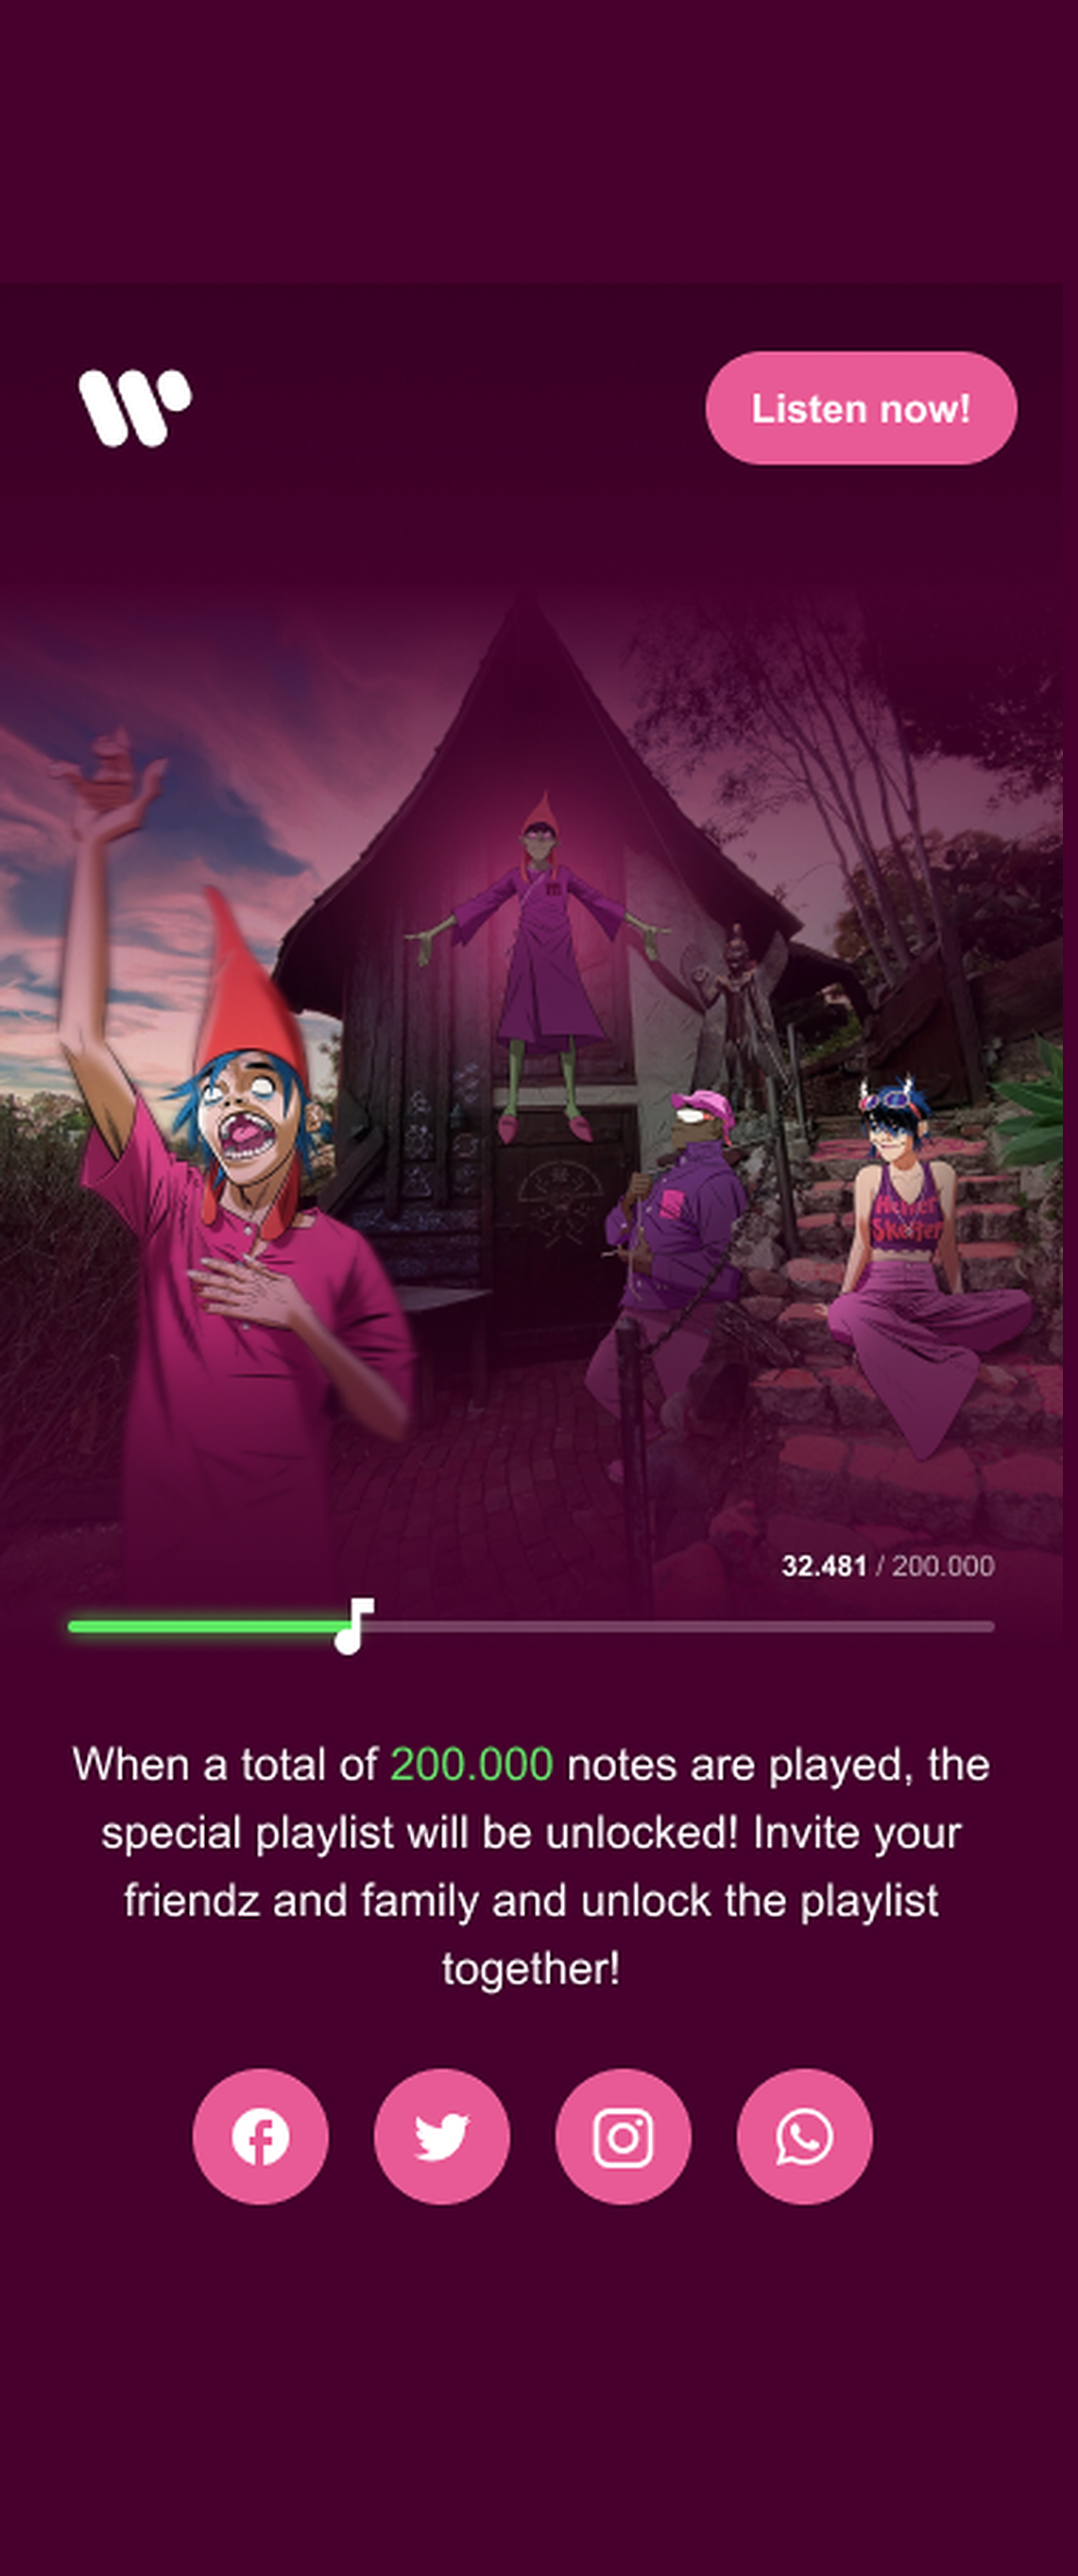 Listen now!
Helter
Skelter
32.481 / 200.000
When a total of 200.000 notes are played, the
special playlist will be unlocked! Invite your
friendz and family and unlock the playlist
together!